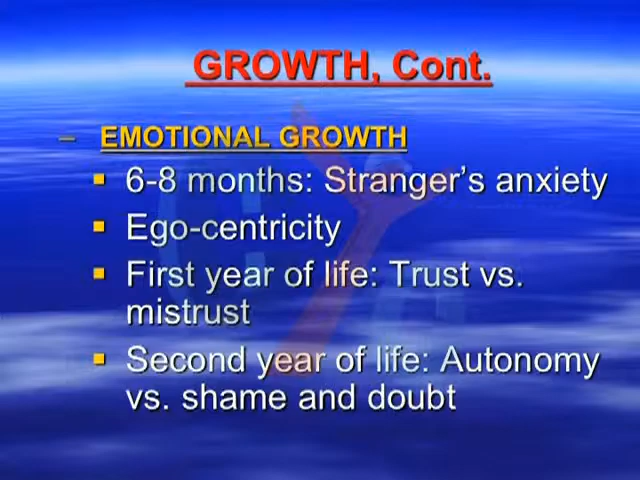 GROWTH, Cont.
– EMOTIONAL GROWTH
▪ 6-8 months: Stranger's anxiety
▪ Ego-centricity
▪ First year of life: Trust vs.
mistrust
▪ Second year of life: Autonomy
vs. shame and doubt